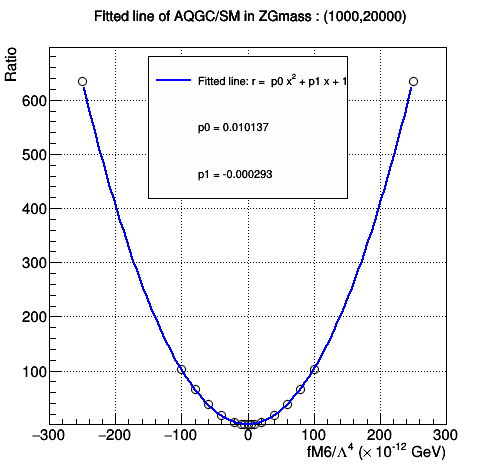 FItted line of AQGC/SM in ZGmass : (1000,20000)
Ratio
Fitted line: r = p0 x² + p1 x + 1
p0 = 0.010137
p1 = -0.000293
600
500
400
300
200
100
−300 −200 −100 0 100 200 300
fM6/Λ⁴ (× 10⁻¹² GeV)